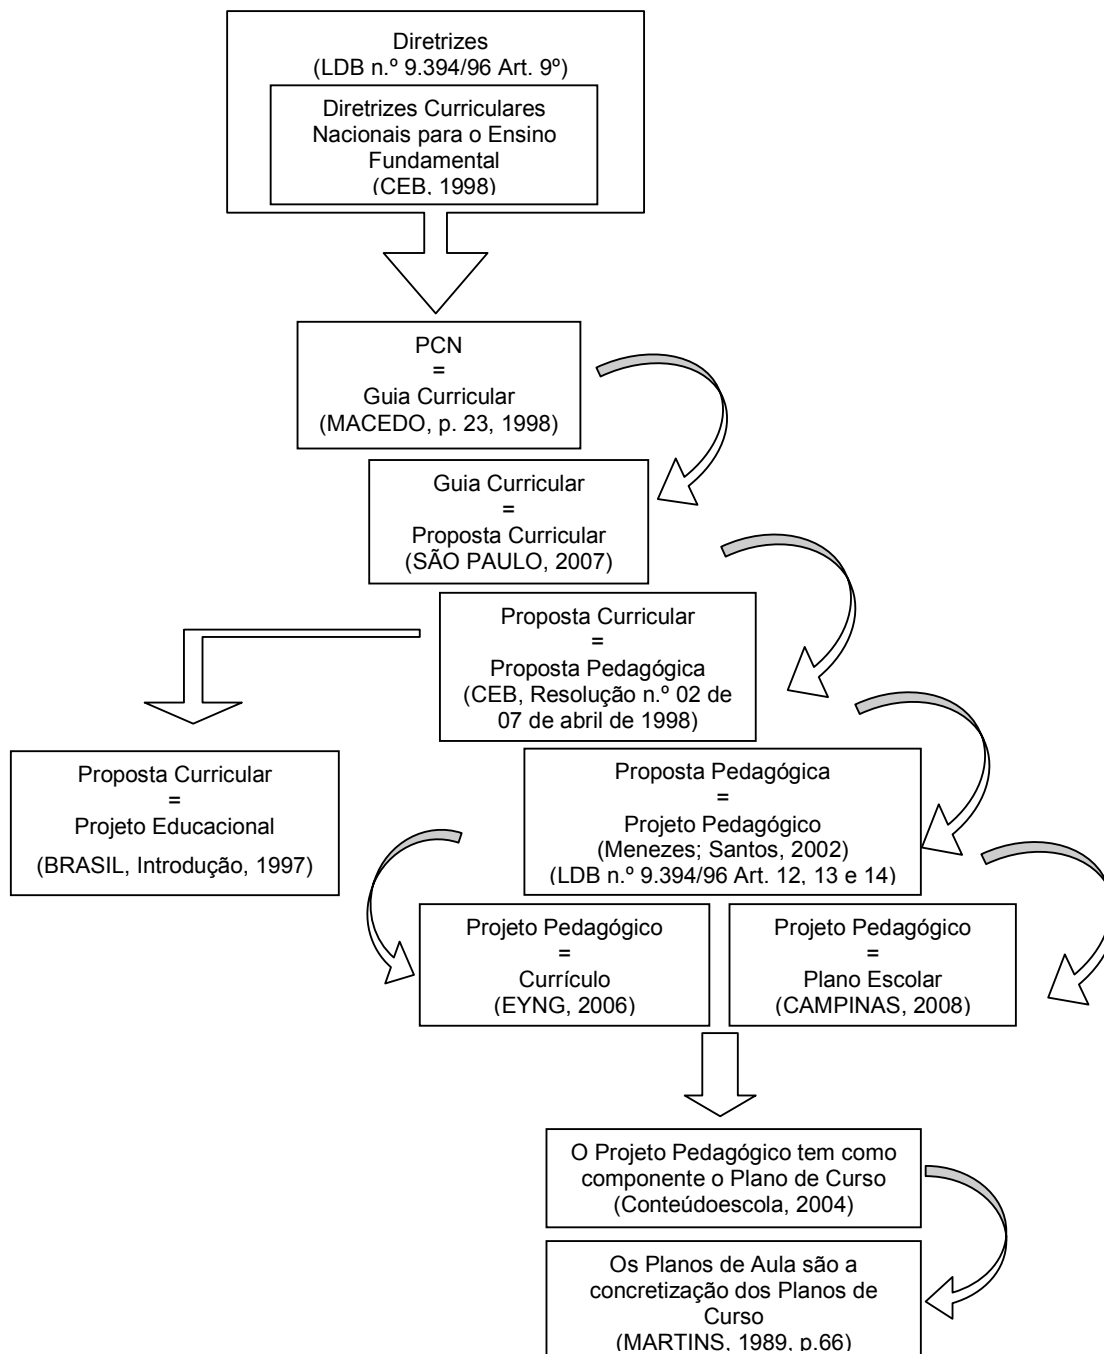 Diretrizes
(LDB n.º 9.394/96 Art. 9º)
Diretrizes Curriculares
Nacionais para o Ensino
Fundamental
(CEB, 1998)
PCN
=
Guia Curricular
(MACEDO, p. 23, 1998)
Guia Curricular
=
Proposta Curricular
(SÃO PAULO, 2007)
Proposta Curricular
=
Proposta Pedagógica
(CEB, Resolução n.º 02 de
07 de abril de 1998)
Proposta Curricular
=
Projeto Educacional
(BRASIL, Introdução, 1997)
Proposta Pedagógica
=
Projeto Pedagógico
(Menezes; Santos, 2002)
(LDB n.º 9.394/96 Art. 12, 13 e 14)
Projeto Pedagógico
=
Currículo
(EYNG, 2006)
Projeto Pedagógico
=
Plano Escolar
(CAMPINAS, 2008)
O Projeto Pedagógico tem como
componente o Plano de Curso
(Conteúdoescola, 2004)
Os Planos de Aula são a
concretização dos Planos de
Curso
(MARTINS, 1989, p.66)